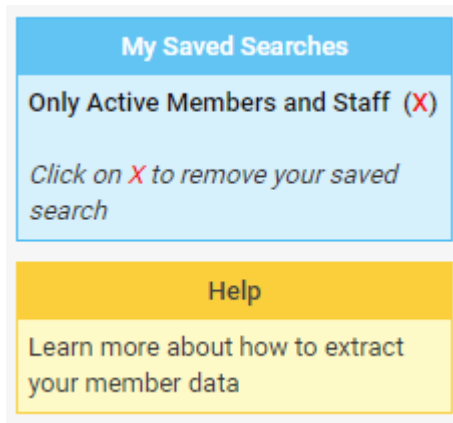 My Saved Searches
Only Active Members and Staff (X)
Click on X to remove your saved
search
Help
Learn more about how to extract
your member data